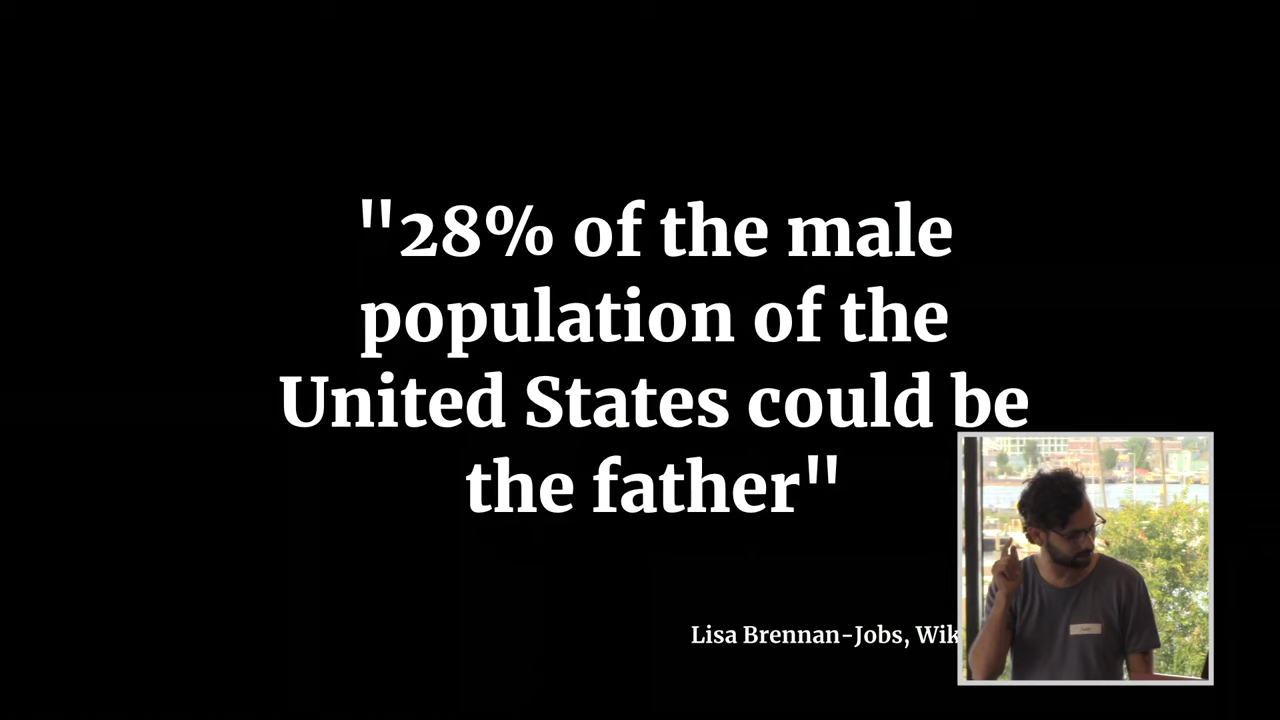 "28% of the male
population of the
United States could be
the father"
Lisa Brennan-Jobs, Wik